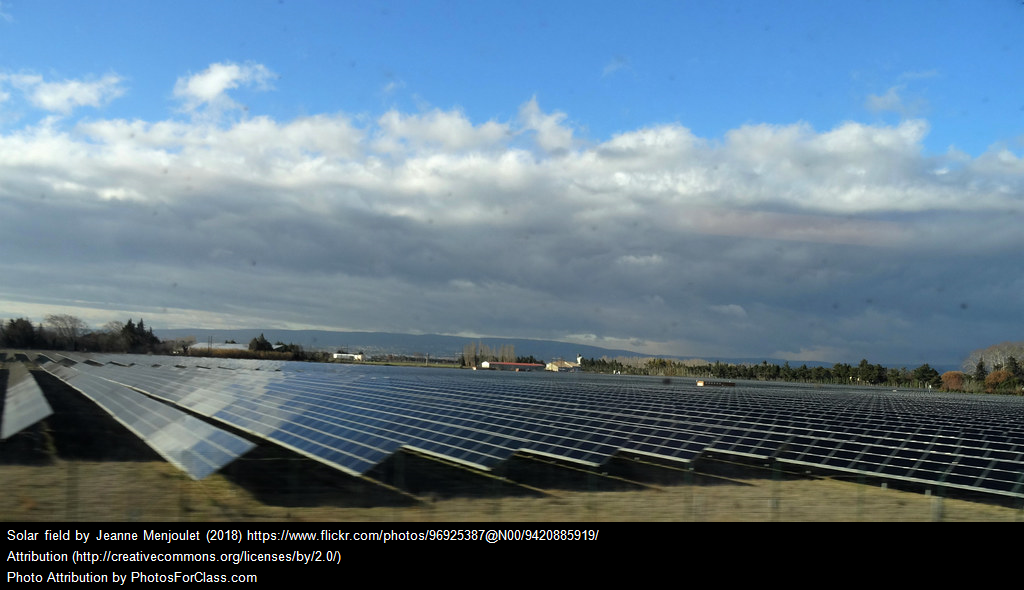 Solar field by Jeanne Menjoulet (2018) https://www.flickr.com/photos/96925387@N00/9420885919/
Attribution (http://creativecommons.org/licenses/by/2.0/)
Photo Attribution by PhotosForClass.com